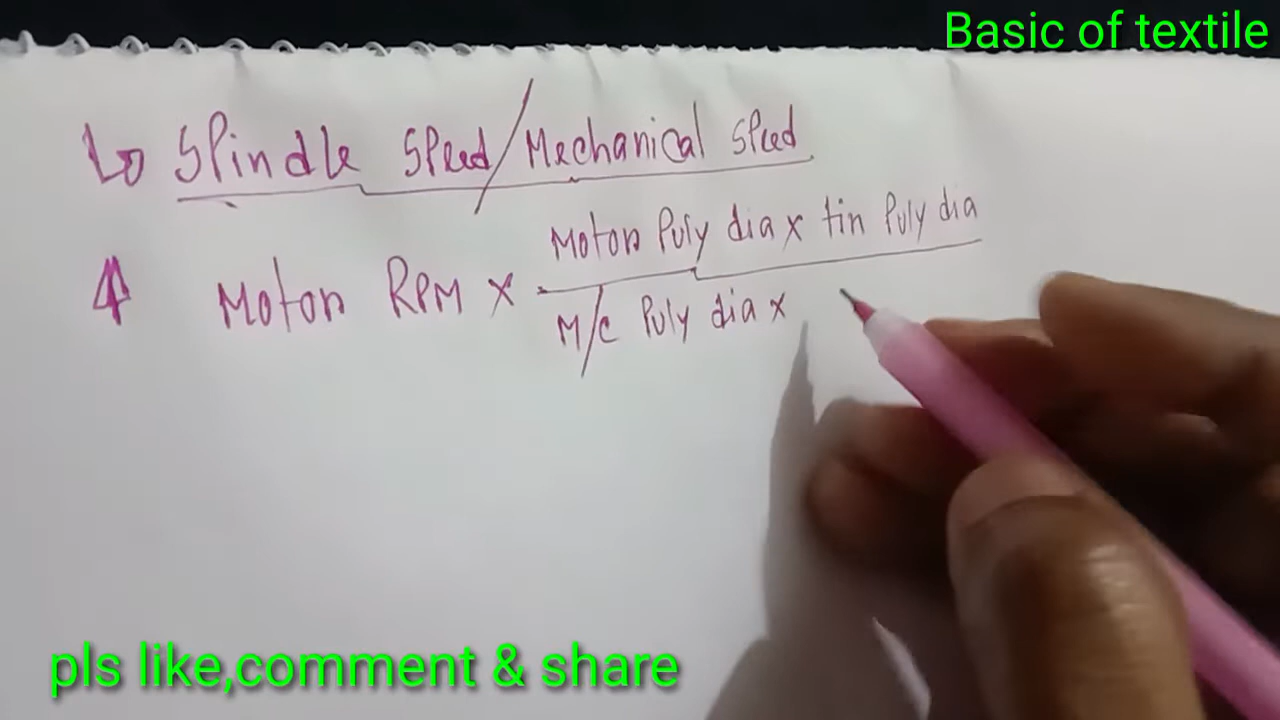 Basic of textile
Spindle Speed/Mechanical Speed
Motor RPM x
Motor Puly dia x tin Puly dia
M/C Puly dia x
pls like,comment & share